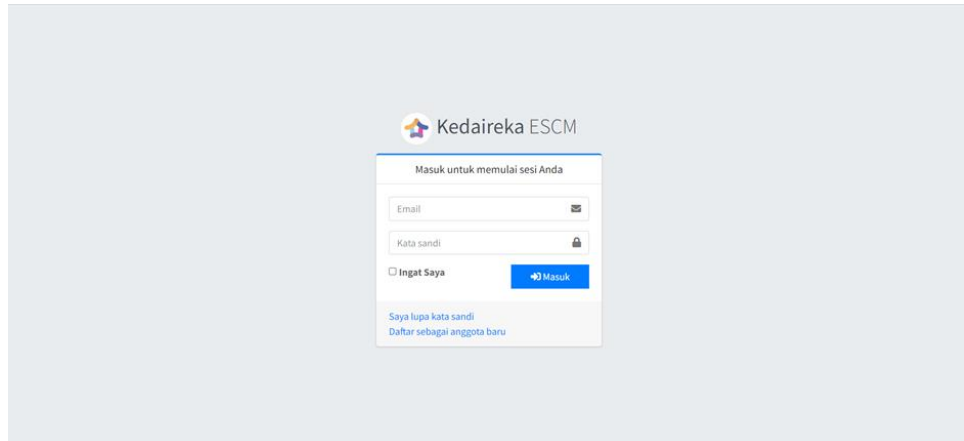 Kedaireka ESCM
Masuk untuk memulai sesi Anda
Email
Kata sandi
Ingat Saya
Masuk
Saya lupa kata sandi
Daftar sebagai anggota baru